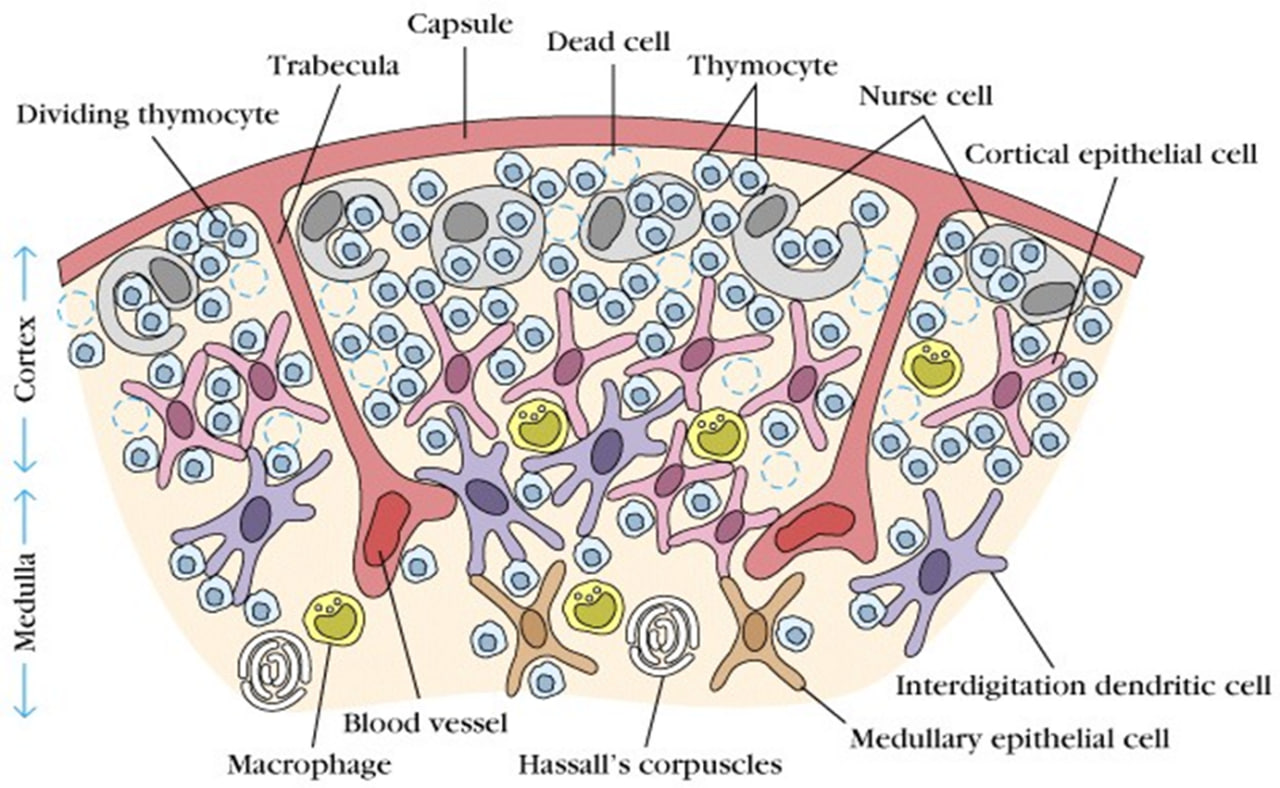 Capsule
Dead cell
Trabecula
Thymocyte
Nurse cell
Dividing thymocyte
Cortical epithelial cell
Cortex
Medulla
Interdigitation dendritic cell
Blood vessel
Medullary epithelial cell
Macrophage
Hassall's corpuscles